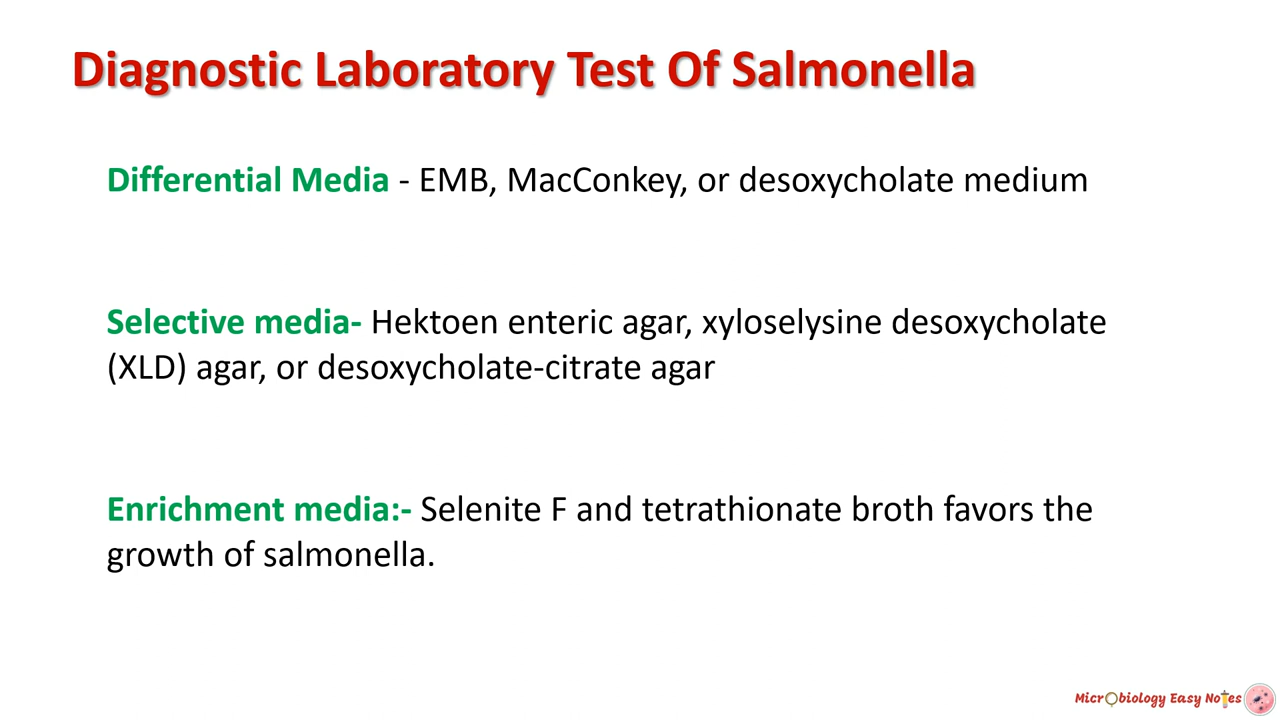 Diagnostic Laboratory Test Of Salmonella
Differential Media - EMB, MacConkey, or desoxycholate medium
Selective media- Hektoen enteric agar, xyloselysine desoxycholate
(XLD) agar, or desoxycholate-citrate agar
Enrichment media:- Selenite F and tetrathionate broth favors the
growth of salmonella.
Microbiology Easy Notes